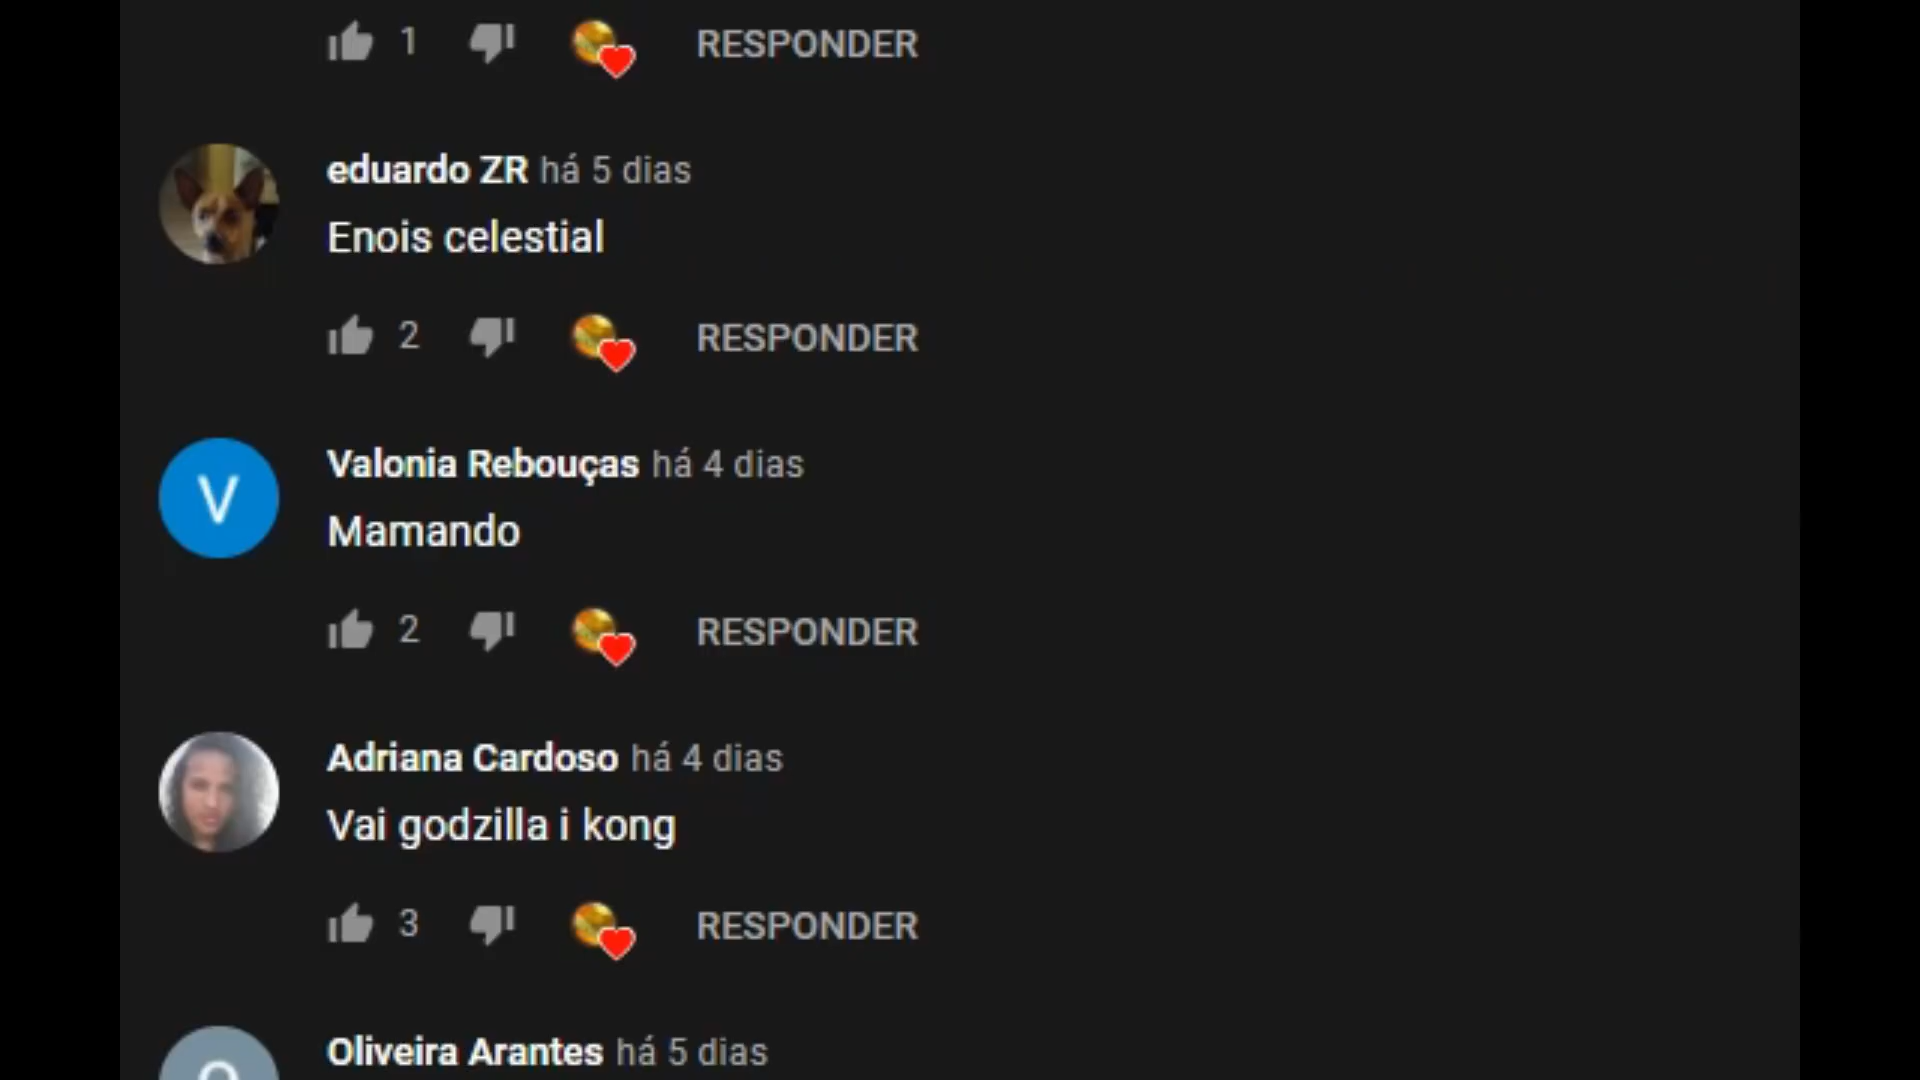 1 RESPONDER
eduardo ZR há 5 dias
Enois celestial
2 RESPONDER
V
Valonia Rebouças há 4 dias
Mamando
2 RESPONDER
Adriana Cardoso há 4 dias
Vai godzilla i kong
3 RESPONDER
O
Oliveira Arantes há 5 dias